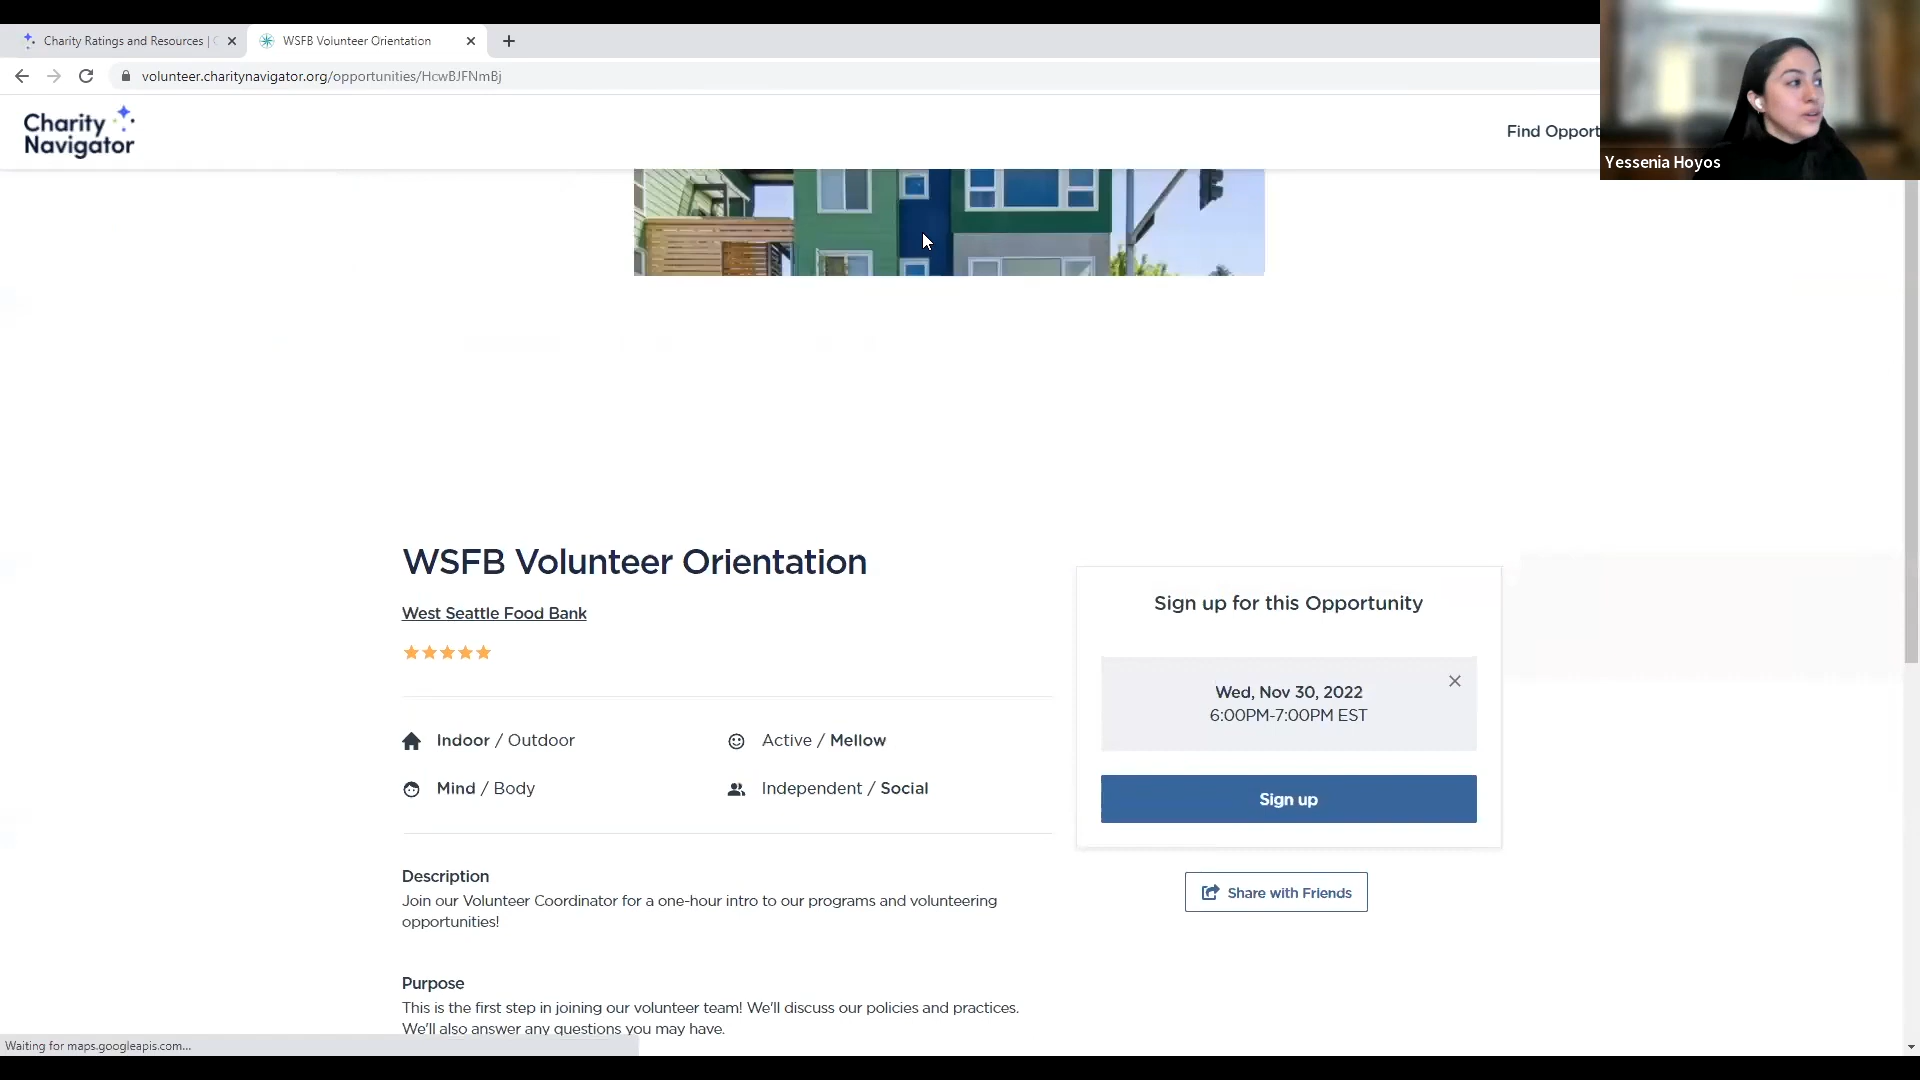 Charity Ratings and Resources |
WSFB Volunteer Orientation
volunteer.charitynavigator.org/opportunities/HcwBJFNmBj
Charity
Navigator
Find Opport
Yessenia Hoyos
WSFB Volunteer Orientation
West Seattle Food Bank
Indoor / Outdoor
Active / Mellow
Mind / Body
Independent / Social
Description
Join our Volunteer Coordinator for a one-hour intro to our programs and volunteering
opportunities!
Purpose
This is the first step in joining our volunteer team! We'll discuss our policies and practices.
We'll also answer any questions you may have.
Sign up for this Opportunity
Wed, Nov 30, 2022
6:00PM-7:00PM EST
Sign up
Share with Friends
Waiting for maps.googleapis.com...